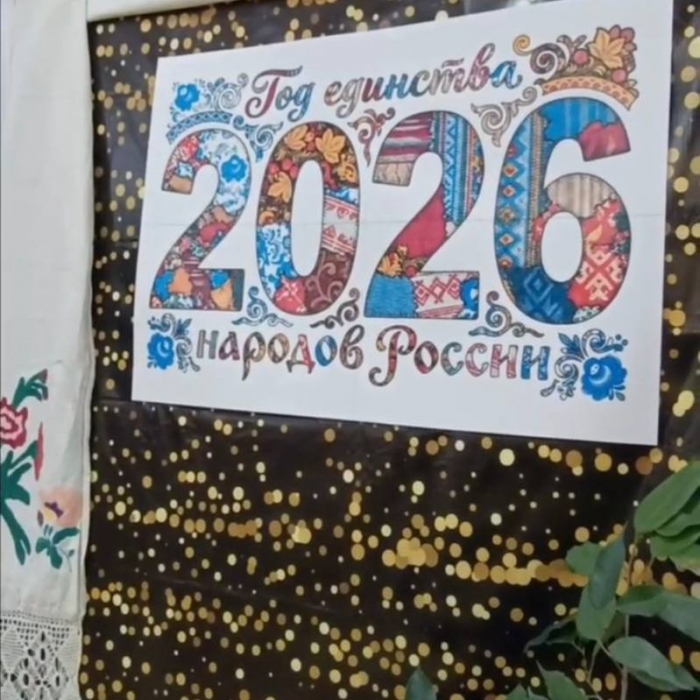 Год единства
2026
народов России